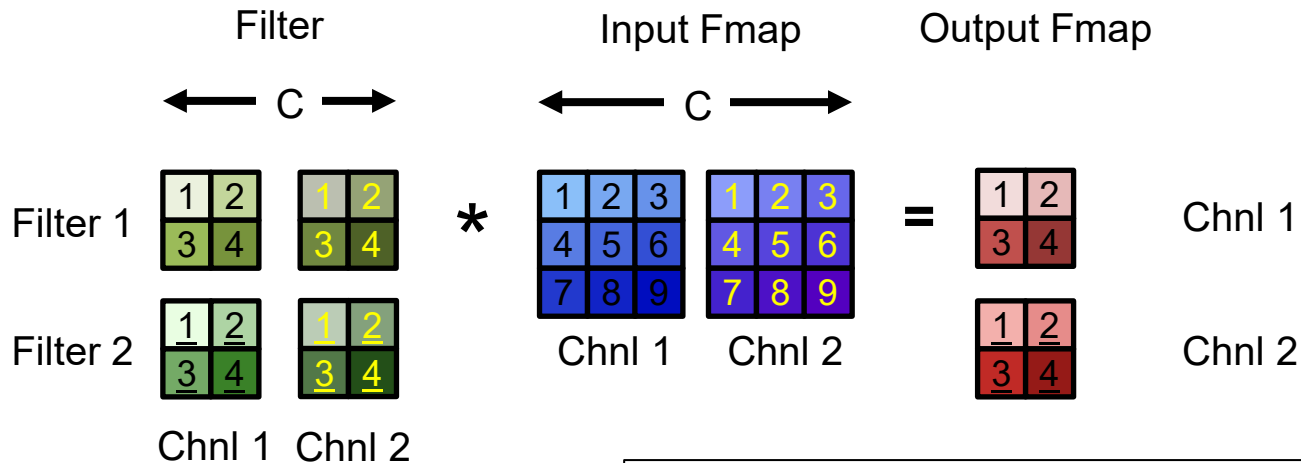 Filter Input Fmap Output Fmap
C C
1 2 1 2 1 2 3 1 2 3 1 2
Filter 1 * = Chnl 1
3 4 3 4 4 5 6 4 5 6 3 4
7 8 9 7 8 9
1 2 1 2 1 2
Filter 2 Chnl 1 Chnl 2 Chnl 2
3 4 3 4 3 4
Chnl 1 Chnl 2